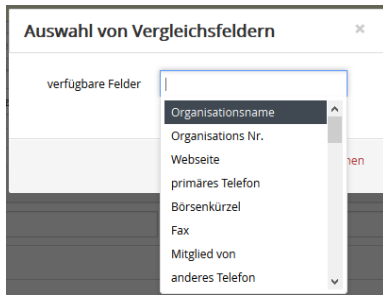 Auswahl von Vergleichsfeldern ×
verfügbare Felder
Organisationsname
Organisations Nr.
Webseite
primäres Telefon
Börsenkürzel
Fax
Mitglied von
anderes Telefon